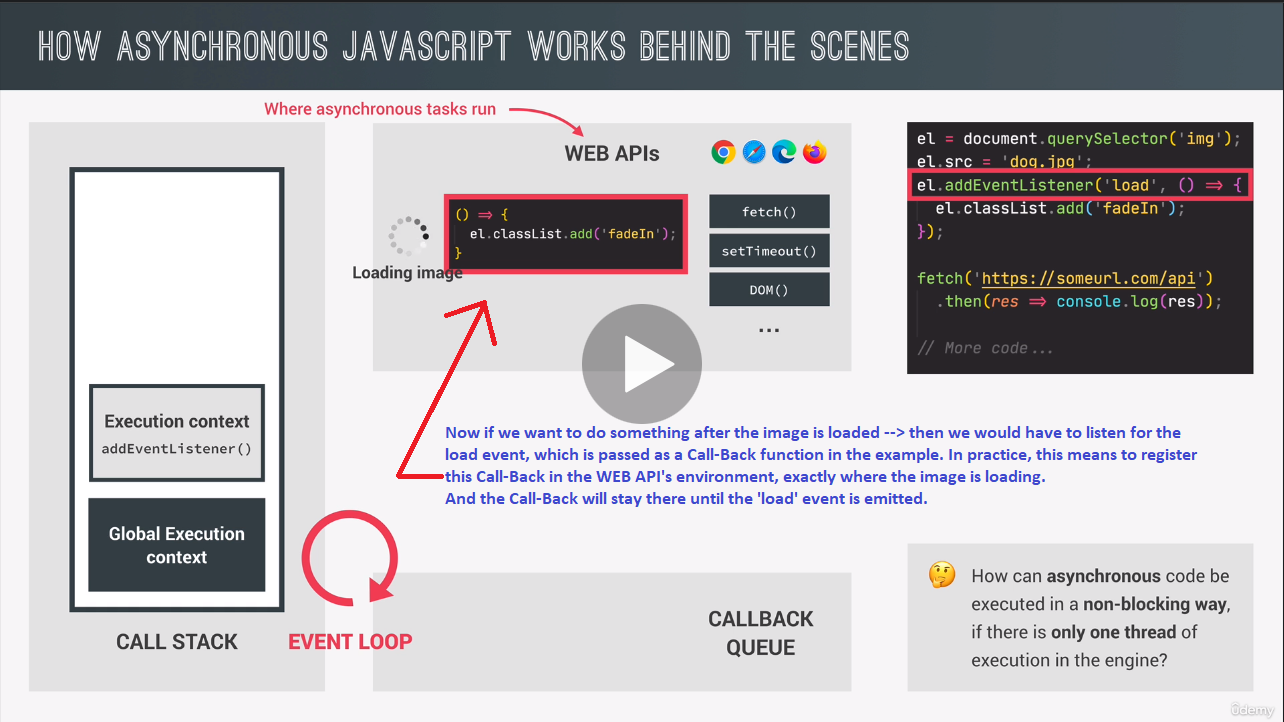 HOW ASYNCHRONOUS JAVASCRIPT WORKS BEHIND THE SCENES
Where asynchronous tasks run
WEB APIs
() => {
el.classList.add('fadeIn');
}
Loading image
fetch()
setTimeout()
DOM()
...
el = document.querySelector('img');
el.src = 'dog.jpg';
el.addEventListener('load', () => {
el.classList.add('fadeIn');
});
fetch('https://someurl.com/api')
.then(res => console.log(res));
// More code...
Execution context
addEventListener()
Global Execution
context
CALL STACK
EVENT LOOP
Now if we want to do something after the image is loaded --> then we would have to listen for the
load event, which is passed as a Call-Back function in the example. In practice, this means to register
this Call-Back in the WEB API's environment, exactly where the image is loading.
And the Call-Back will stay there until the 'load' event is emitted.
CALLBACK
QUEUE
How can asynchronous code be
executed in a non-blocking way,
if there is only one thread of
execution in the engine?
ûdemy